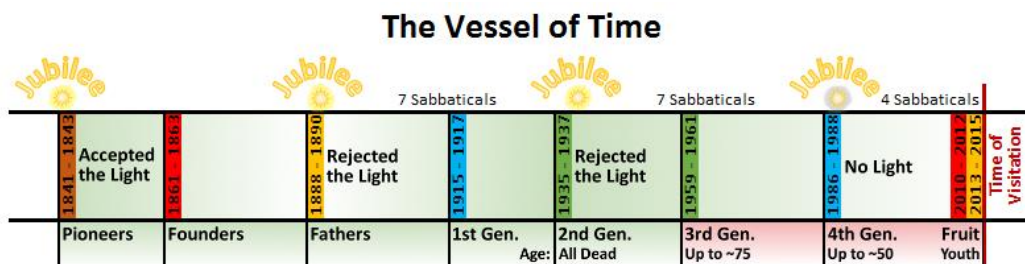 The Vessel of Time
Jubilee
Jubilee
Jubilee
Jubilee
7 Sabbaticals
7 Sabbaticals
4 Sabbaticals
1841 - 1843
Accepted
the Light
1861 - 1863
1888 - 1890
Rejected
the Light
1915 - 1917
1935 - 1937
Rejected
the Light
1959 - 1961
1986 - 1988
No Light
2010 - 2012
2013 - 2015
Time of
Visitation
Pioneers
Founders
Fathers
1st Gen.
2nd Gen.
3rd Gen.
4th Gen.
Fruit
Age:
All Dead
Up to ~75
Up to ~50
Youth